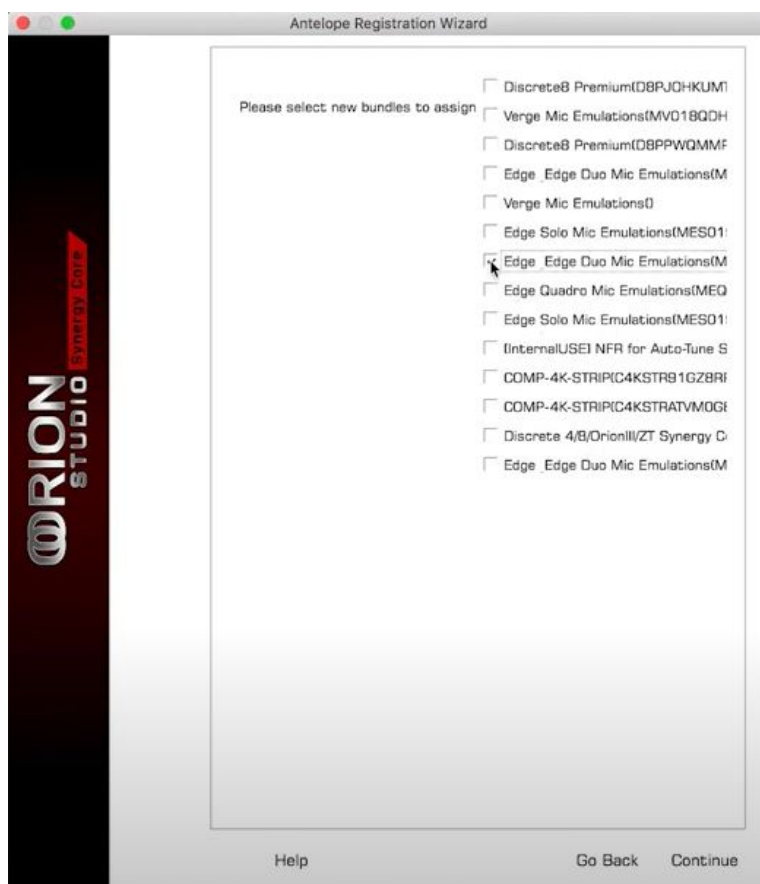 Antelope Registration Wizard
Please select new bundles to assign
Discrete8 Premium(D8PJOHKUM
Verge Mic Emulations(MV018QDH
Discrete8 Premium(D8PPWQMMF
Edge_Edge Duo Mic Emulations(M
Verge Mic Emulations()
Edge Solo Mic Emulations(MES01
Edge_Edge Duo Mic Emulations(M
Edge Quadro Mic Emulations(MEQ
Edge Solo Mic Emulations(MES01
[InternalUSE] NFR for Auto-Tune S
COMP-4K-STRIP(C4KSTR91GZ8R
COMP-4K-STRIP(C4KSTRATVM0G
Discrete 4/8/OrionIII/ZT Synergy C
Edge_Edge Duo Mic Emulations(M
ORION
STUDIO Synergy Core
Help Go Back Continue